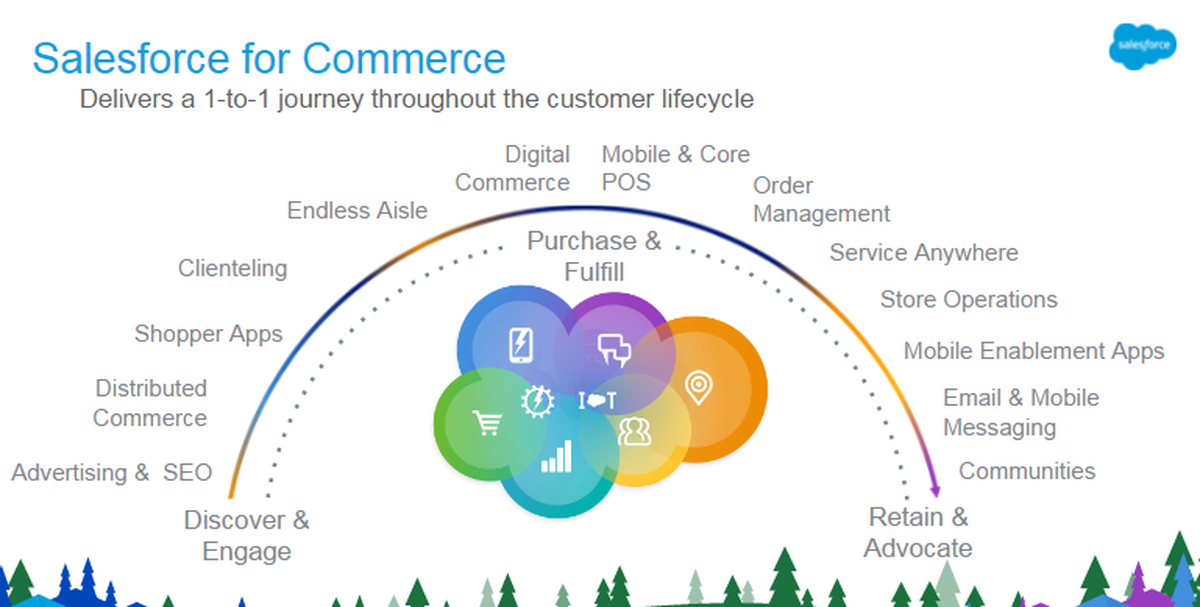 Salesforce for Commerce
salesforce
Delivers a 1-to-1 journey throughout the customer lifecycle
Digital
Commerce
Mobile & Core
POS
Order
Management
Endless Aisle
Purchase &
Fulfill
Service Anywhere
Clienteling
Store Operations
Shopper Apps
Mobile Enablement Apps
Distributed
Commerce
Email & Mobile
Messaging
IoT
Advertising & SEO
Communities
Discover &
Engage
Retain &
Advocate